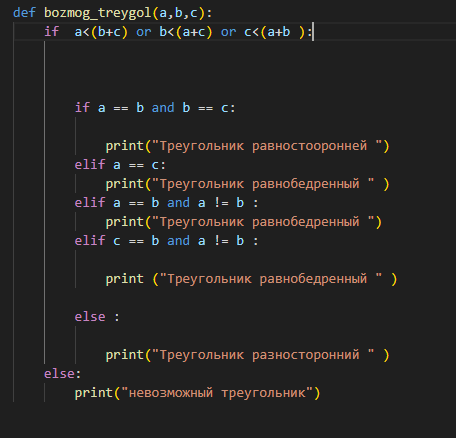 def bozmog_treygol(a,b,c):
if  a<(b+c) or b<(a+c) or c<(a+b ):
if a == b and b == c:
print("Треугольник равностооронней ")
elif a == c:
print("Треугольник равнобедренный " )
elif a == b and a != b :
print("Треугольник равнобедренный ")
elif c == b and a != b :
print ("Треугольник равнобедренный " )
else :
print("Треугольник разносторонний " )
else:
print("невозможный треугольник")